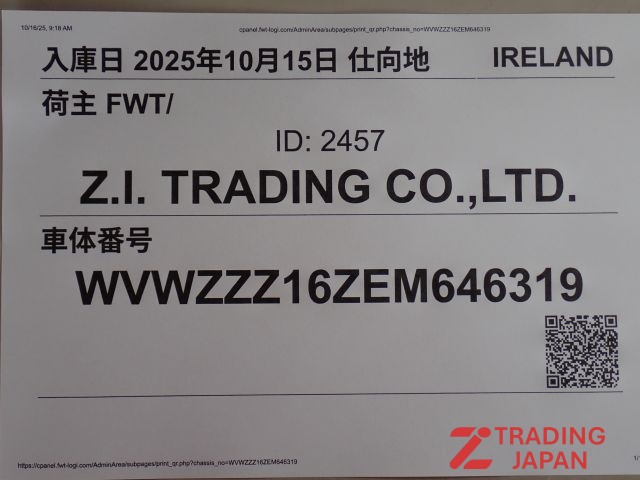 10/16/25, 9:18 AM cpanel.fwt-logi.com/AdminArea/subpages/print_qr.php?chassis_no=WVWZZZ16ZEM646319
入庫日 2025年10月15日 仕向地 IRELAND
荷主 FWT/
ID: 2457
Z.I. TRADING CO.,LTD.
車体番号
WVWZZZ16ZEM646319
TRADING
JAPAN
https://cpanel.fwt-logi.com/AdminArea/subpages/print_qr.php?chassis_no=WVWZZZ16ZEM646319 1/